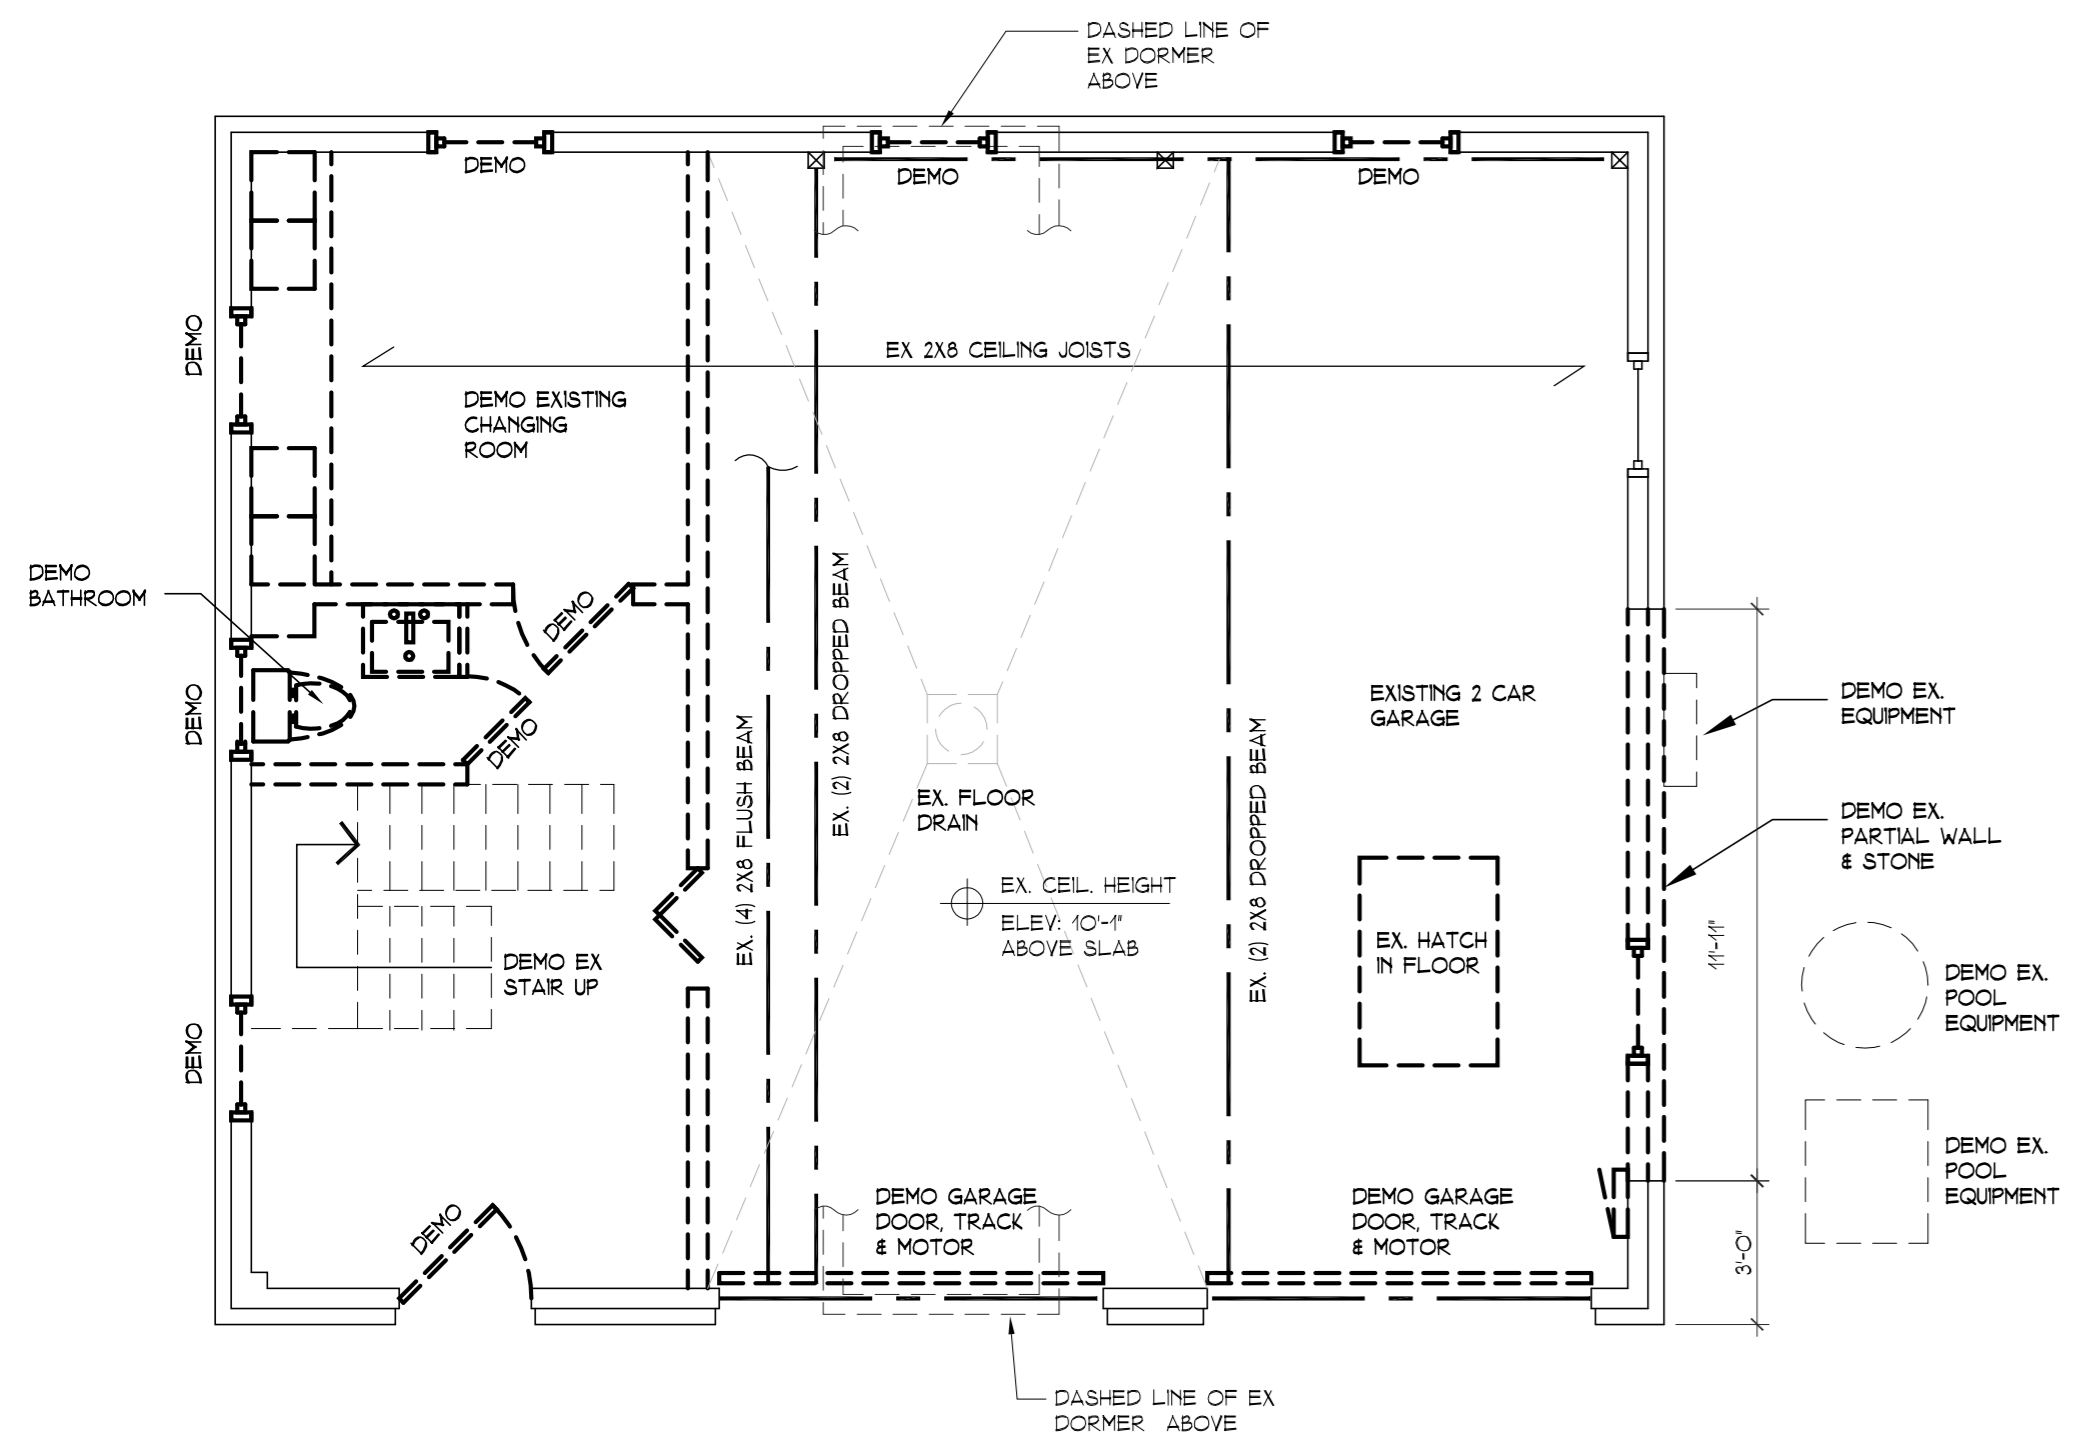 DASHED LINE OF
EX DORMER
ABOVE
DEMO
DEMO
DEMO
DEMO
EX 2X8 CEILING JOISTS
DEMO EXISTING
CHANGING
ROOM
DEMO
BATHROOM
DEMO
DEMO
DEMO
EX. (4) 2X8 FLUSH BEAM
EX. (2) 2X8 DROPPED BEAM
EX. (2) 2X8 DROPPED BEAM
EXISTING 2 CAR
GARAGE
DEMO EX.
EQUIPMENT
EX. FLOOR
DRAIN
DEMO EX.
PARTIAL WALL
& STONE
EX. CEIL. HEIGHT
ELEV: 10'-1"
ABOVE SLAB
EX. HATCH
IN FLOOR
11'-11"
DEMO EX
STAIR UP
DEMO EX.
POOL
EQUIPMENT
DEMO
DEMO EX.
POOL
EQUIPMENT
DEMO
DEMO GARAGE
DOOR, TRACK
& MOTOR
DEMO GARAGE
DOOR, TRACK
& MOTOR
3'-0"
DASHED LINE OF EX
DORMER ABOVE